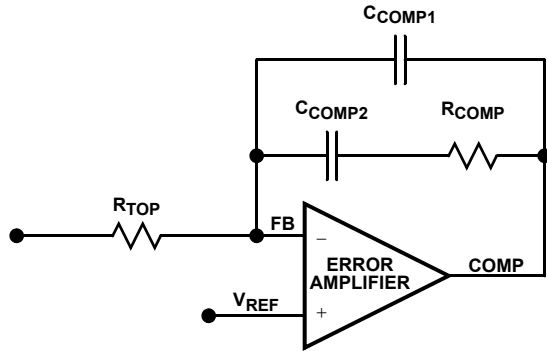 CCOMP1
CCOMP2
RCOMP
RTOP
FB
−
ERROR
AMPLIFIER
COMP
VREF
+